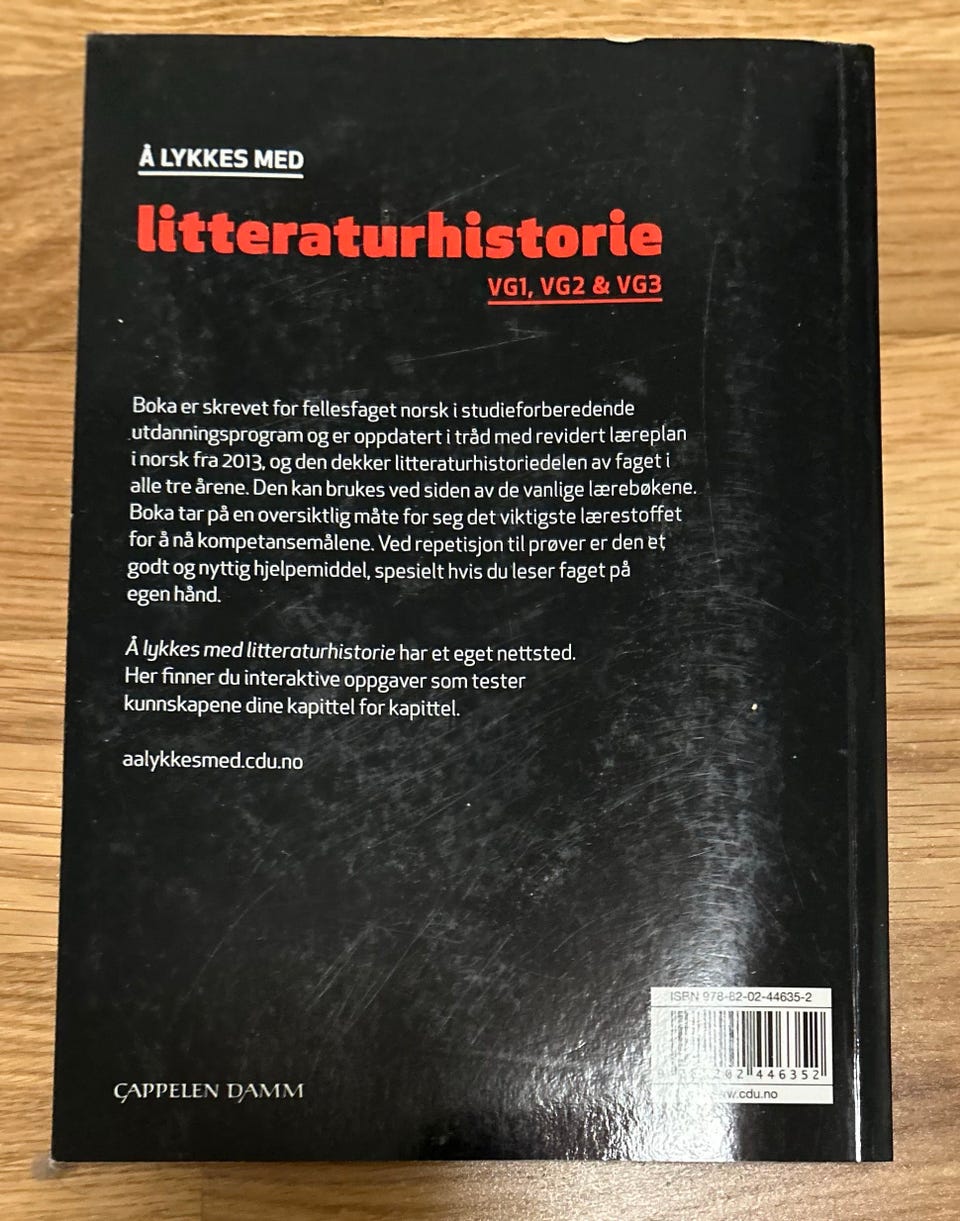 Å LYKKES MED
litteraturhistorie
VG1, VG2 & VG3
Boka er skrevet for fellesfaget norsk i studieforberedende
utdanningsprogram og er oppdatert i tråd med revidert læreplan
i norsk fra 2013, og den dekker litteraturhistoriedelen av faget i
alle tre årene. Den kan brukes ved siden av de vanlige lærebøkene.
Boka tar på en oversiktlig måte for seg det viktigste lærestoffet
for å nå kompetansemålene. Ved repetisjon til prøver er den et
godt og nyttig hjelpemiddel, spesielt hvis du leser faget på
egen hånd.
Å lykkes med litteraturhistorie har et eget nettsted.
Her finner du interaktive oppgaver som tester
kunnskapene dine kapittel for kapittel.
aalykkesmed.cdu.no
ISBN 978-82-02-44635-2
446352
www.cdu.no
CAPPELEN DAMM